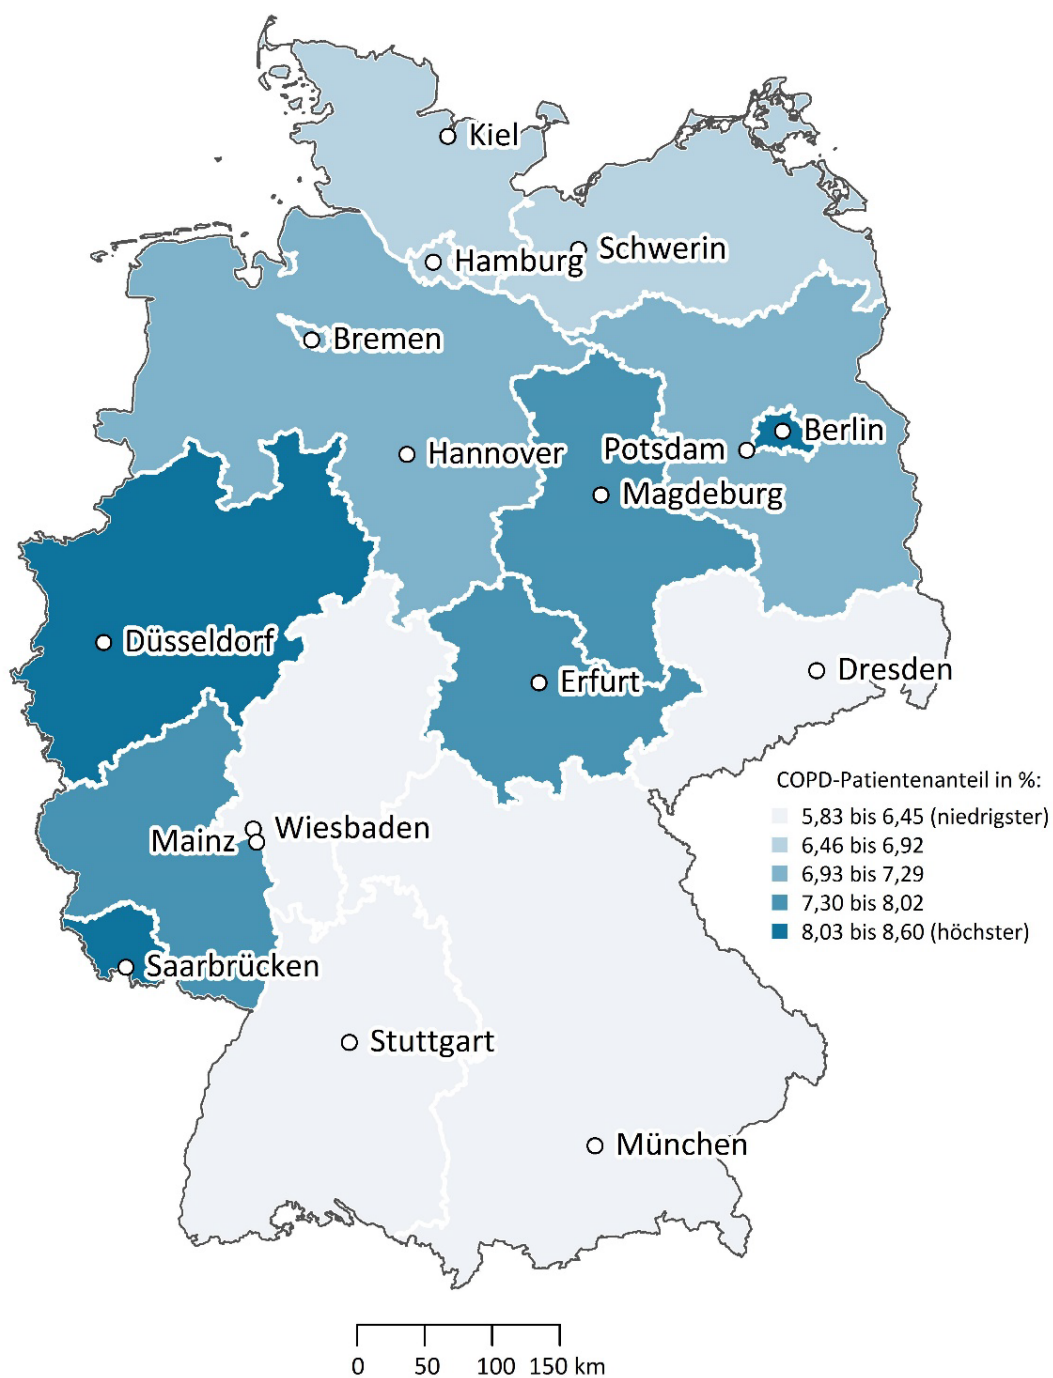 Kiel
Schwerin
Hamburg
Bremen
Berlin
Potsdam
Hannover
Magdeburg
Düsseldorf
Erfurt
Dresden
COPD-Patientenanteil in %:
5,83 bis 6,45 (niedrigster)
6,46 bis 6,92
6,93 bis 7,29
7,30 bis 8,02
8,03 bis 8,60 (höchster)
Wiesbaden
Mainz
Saarbrücken
Stuttgart
München
0 50 100 150 km